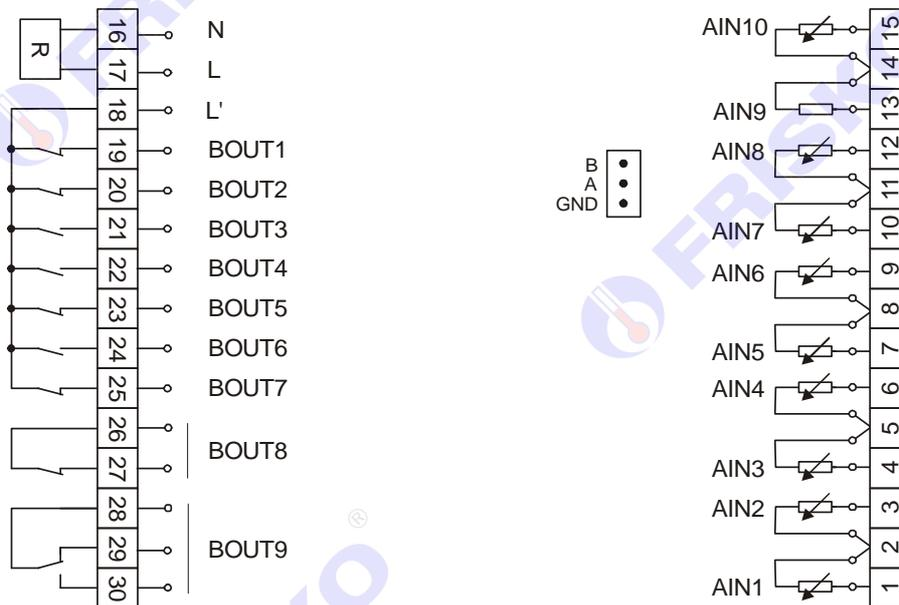 R
16 N
17 L
18 L'
19 BOUT1
20 BOUT2
21 BOUT3
22 BOUT4
23 BOUT5
24 BOUT6
25 BOUT7
26
BOUT8
27
28
29 BOUT9
30
B
A
GND
AIN10 15
14
AIN9 13
AIN8 12
11
AIN7 10
AIN6 9
8
AIN5 7
AIN4 6
5
AIN3 4
AIN2 3
2
AIN1 1
FRISKO
®